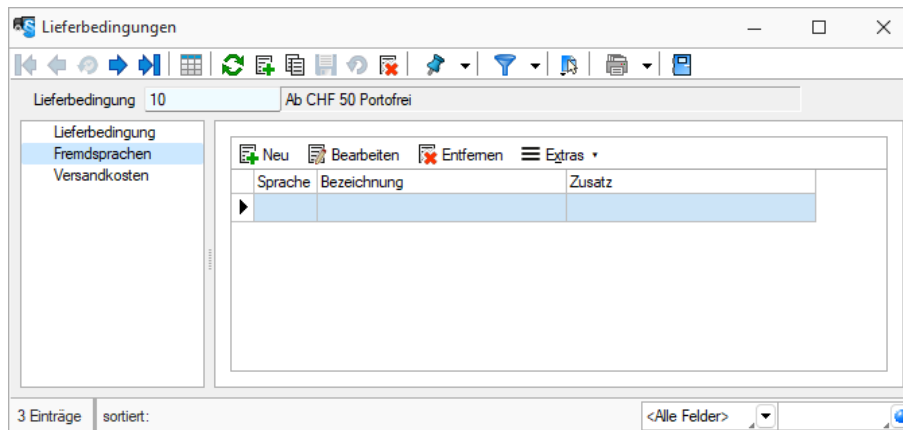 Lieferbedingungen
Lieferbedingung 10 Ab CHF 50 Portofrei
Lieferbedingung
Fremdsprachen
Versandkosten
Neu Bearbeiten Entfernen Extras
Sprache Bezeichnung Zusatz
3 Einträge sortiert: <Alle Felder>